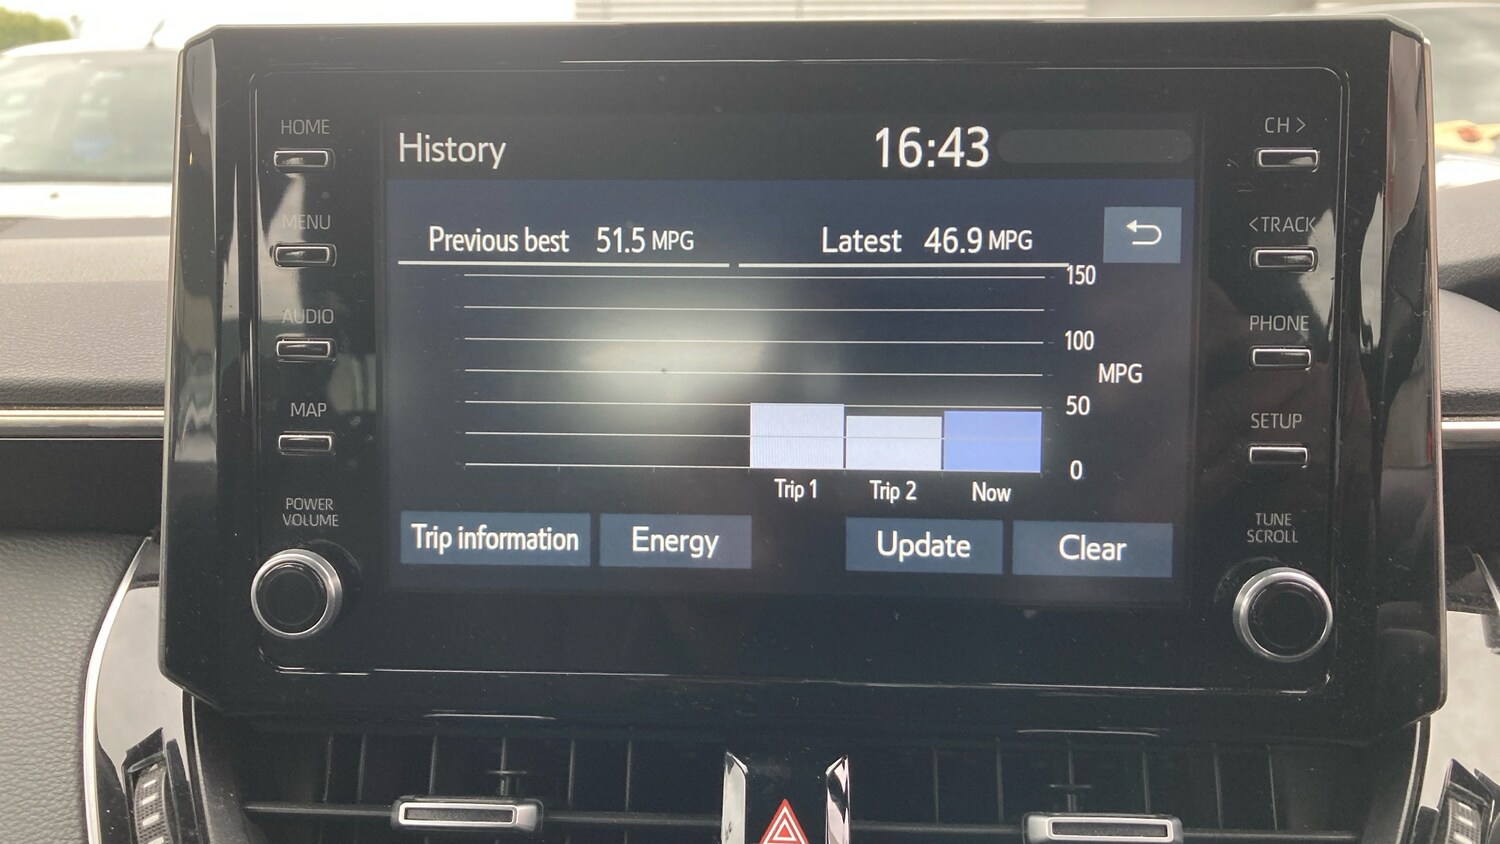 HOME
MENU
AUDIO
MAP
POWER
VOLUME
History
16:43
Previous best 51.5 MPG
Latest 46.9 MPG
150
100
MPG
50
0
Trip 1
Trip 2
Now
Trip information
Energy
Update
Clear
CH >
<TRACK
PHONE
SETUP
TUNE
SCROLL